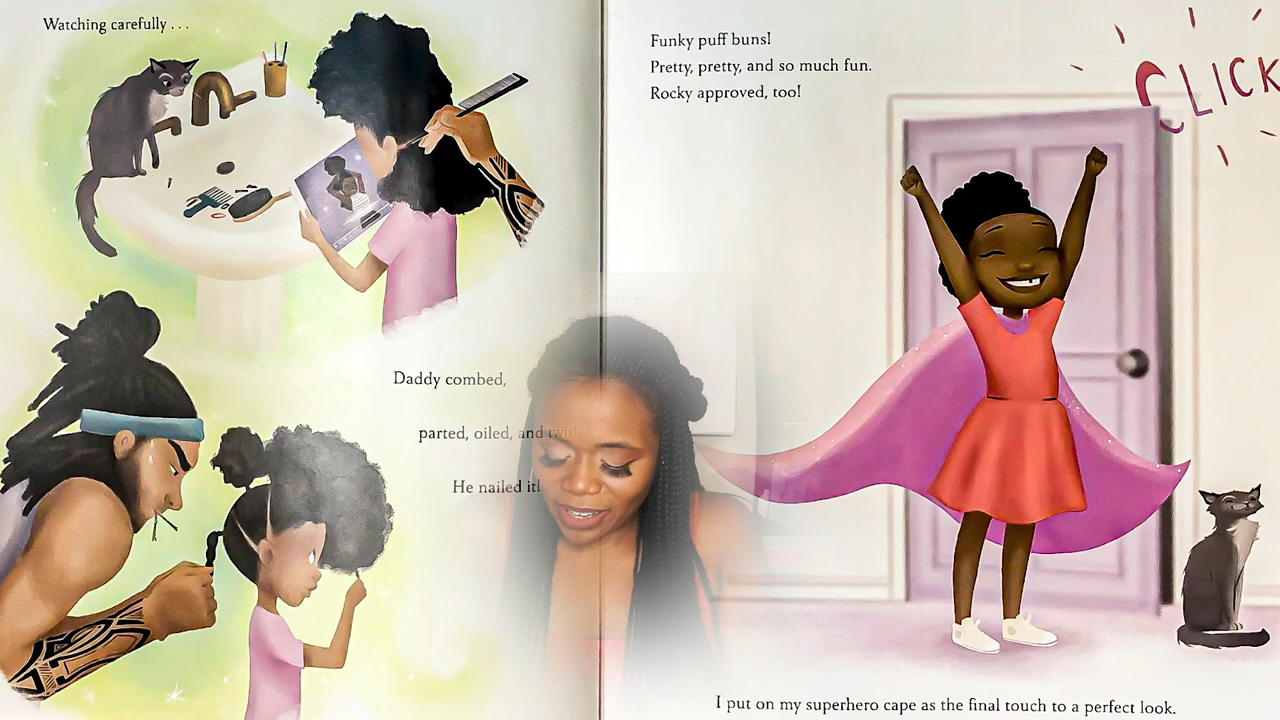 Watching carefully . . .
Daddy combed,
parted, oiled, and twisted.
He nailed it!
Funky puff buns!
Pretty, pretty, and so much fun.
Rocky approved, too!
CLICK
I put on my superhero cape as the final touch to a perfect look.